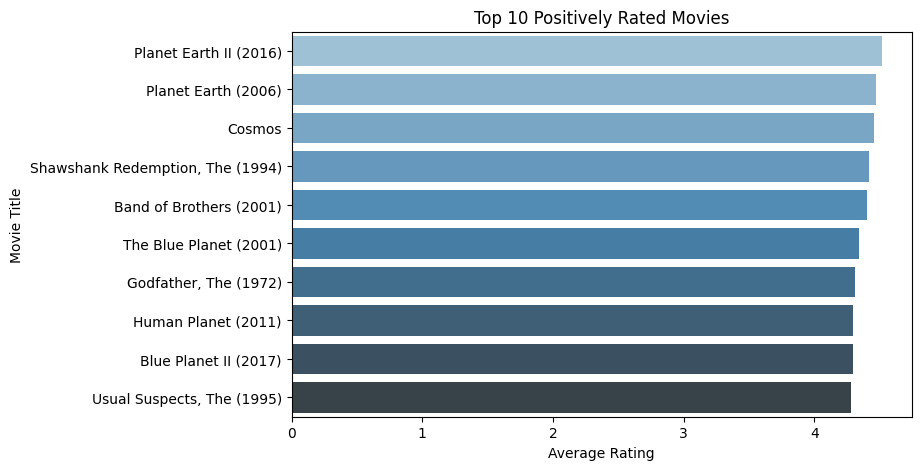 Top 10 Positively Rated Movies
Movie Title
Planet Earth II (2016)
Planet Earth (2006)
Cosmos
Shawshank Redemption, The (1994)
Band of Brothers (2001)
The Blue Planet (2001)
Godfather, The (1972)
Human Planet (2011)
Blue Planet II (2017)
Usual Suspects, The (1995)
0 1 2 3 4
Average Rating